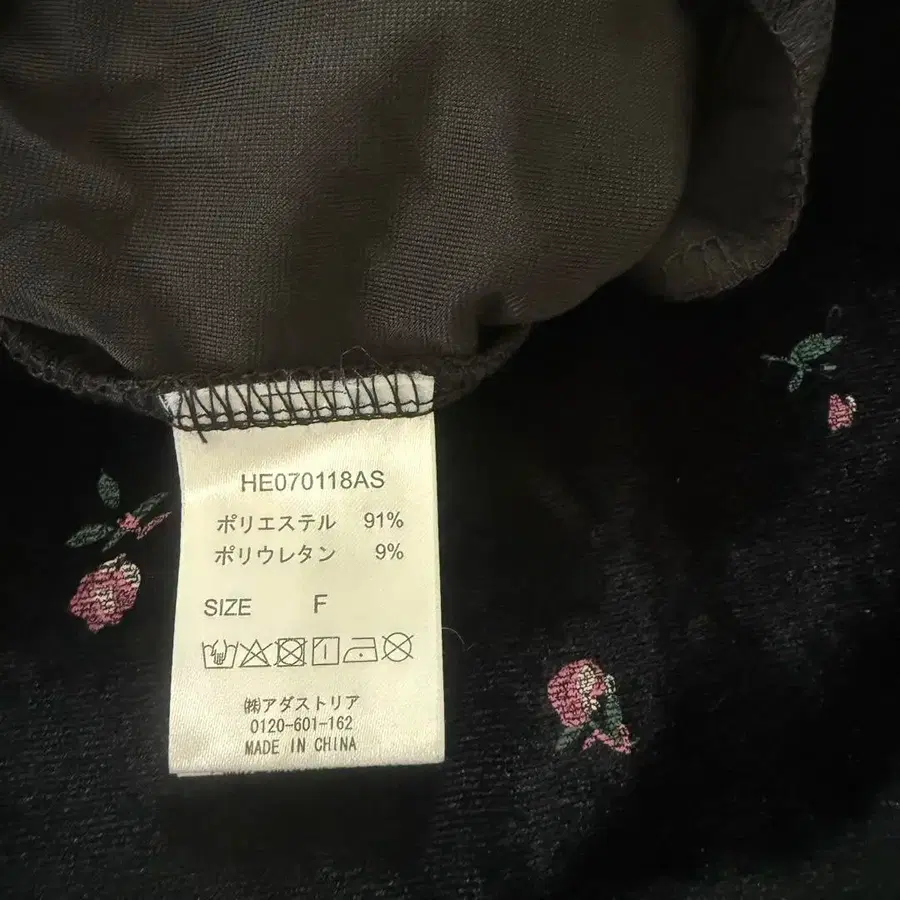 HE070118AS
ポリエステル 91%
ポリウレタン 9%
SIZE F
㈱アダストリア
0120-601-162
MADE IN CHINA